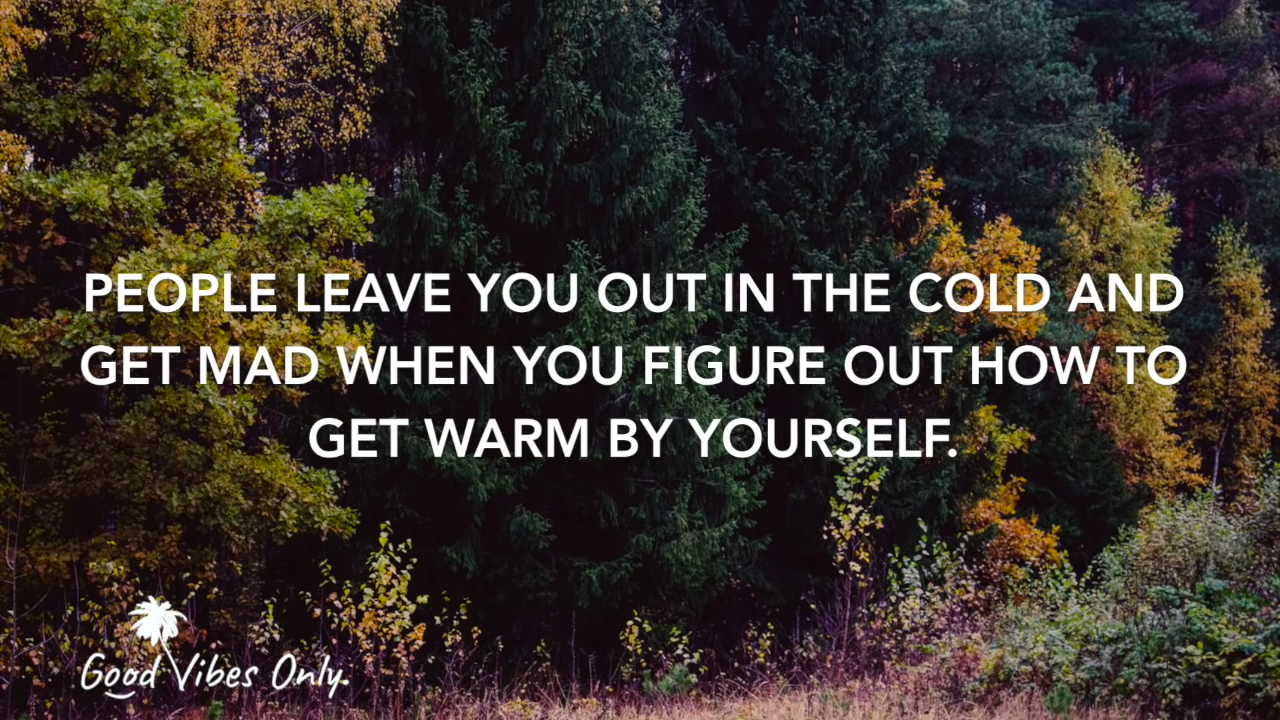 PEOPLE LEAVE YOU OUT IN THE COLD AND
GET MAD WHEN YOU FIGURE OUT HOW TO
GET WARM BY YOURSELF.
Good Vibes Only.